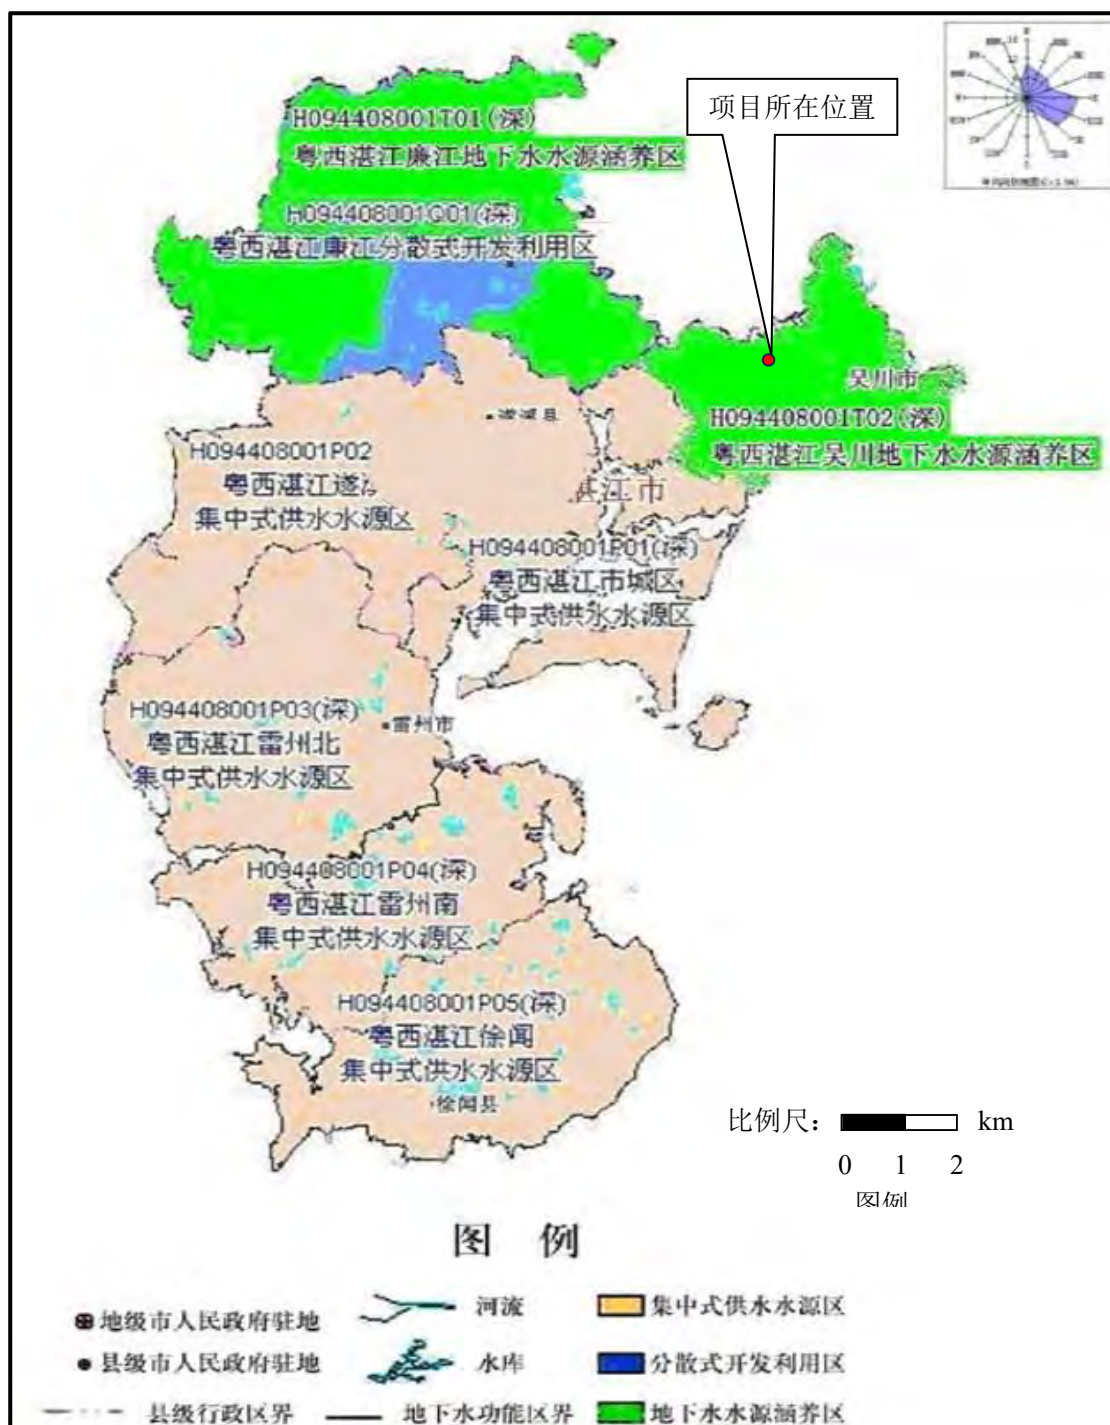 项目所在位置
H094408001T01(深)
粤西湛江廉江地下水水源涵养区
H094408001Q01(深)
粤西湛江廉江分散式开发利用区
吴川市
H094408001T02(深)
粤西湛江吴川地下水水源涵养区
遂溪县
H094408001P02
粤西湛江遂
集中式供水水源区
湛江市
H094408001P01(深)
粤西湛江市城区
集中式供水水源区
H094408001P03(深)
粤西湛江雷州北
集中式供水水源区
雷州市
H094408001P04(深)
粤西湛江雷州南
集中式供水水源区
H094408001P05(深)
粤西湛江徐闻
集中式供水水源区
徐闻县
比例尺： km
0 1 2
图例
图 例
地级市人民政府驻地
河流
集中式供水水源区
县级市人民政府驻地
水库
分散式开发利用区
县级行政区界
地下水功能区界
地下水水源涵养区